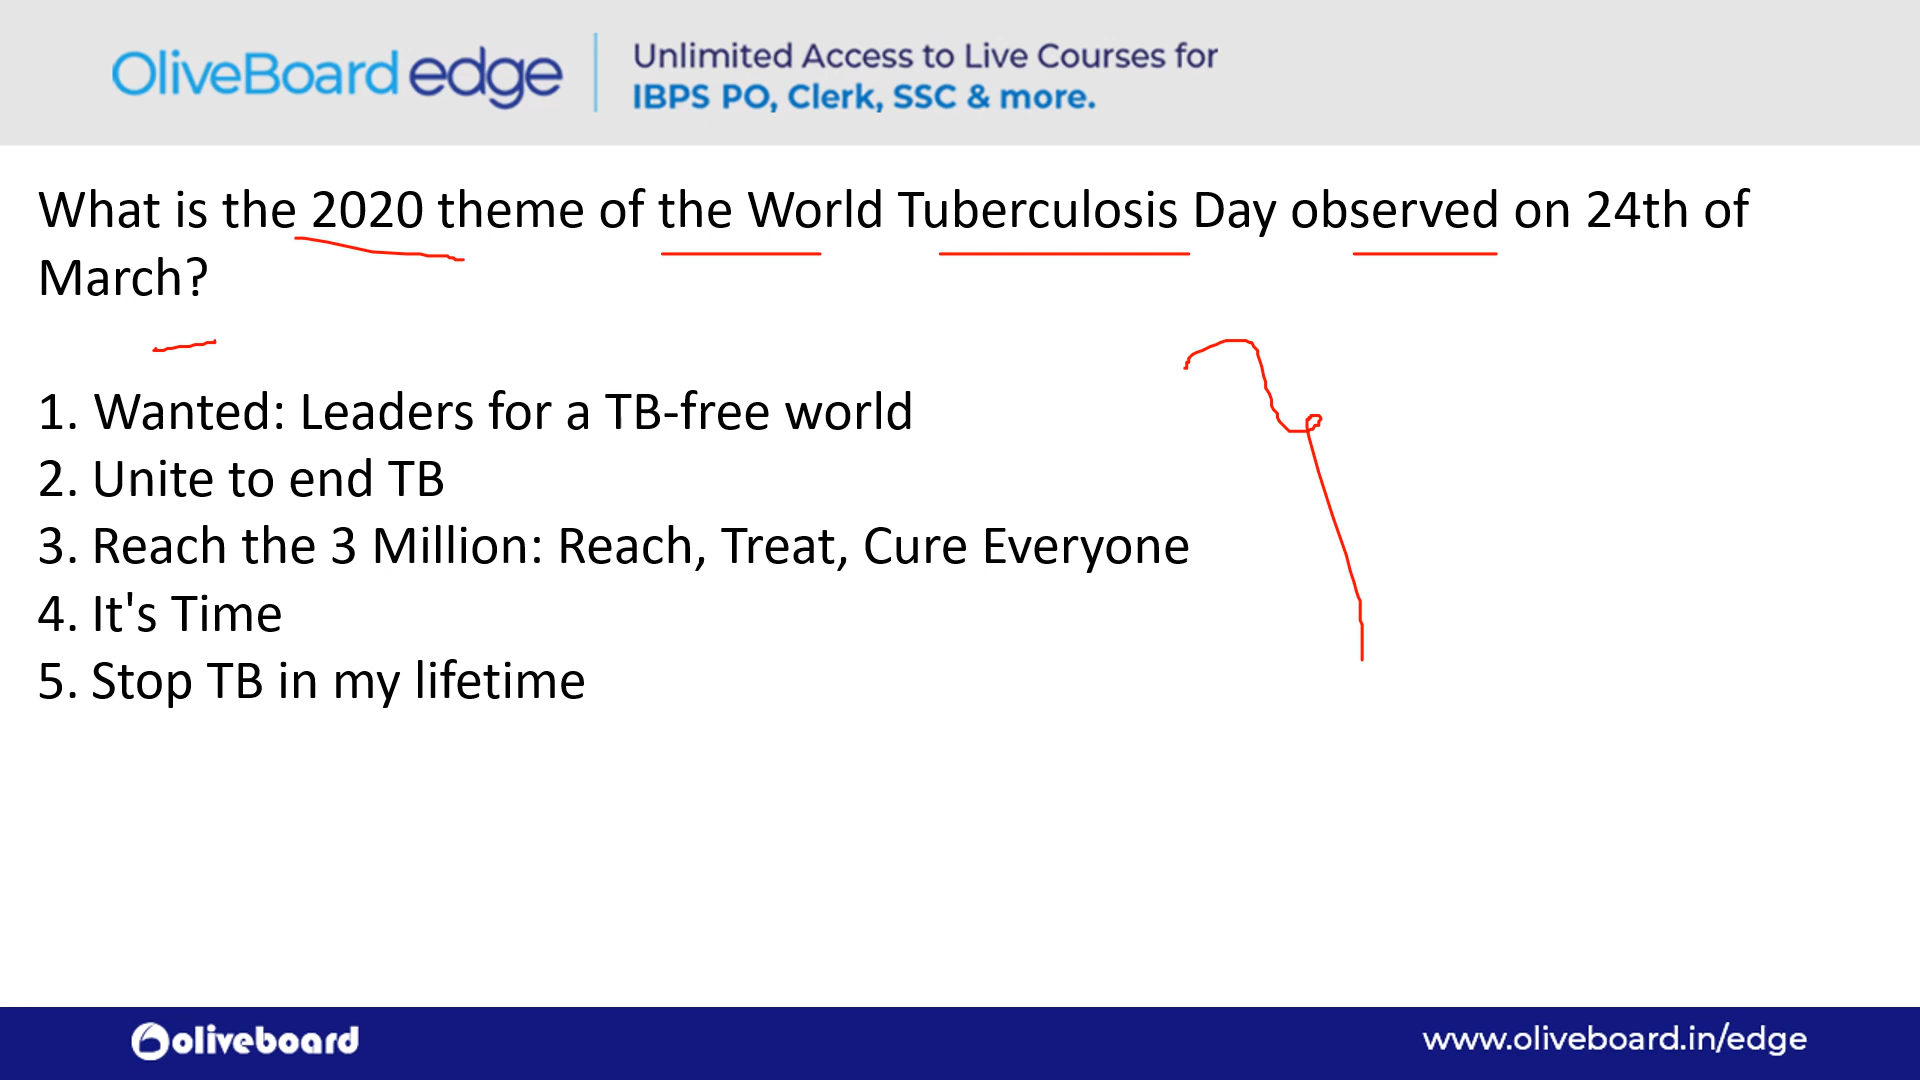 OliveBoard edge
Unlimited Access to Live Courses for
IBPS PO, Clerk, SSC & more.
What is the 2020 theme of the World Tuberculosis Day observed on 24th of
March?
1. Wanted: Leaders for a TB-free world
2. Unite to end TB
3. Reach the 3 Million: Reach, Treat, Cure Everyone
4. It's Time
5. Stop TB in my lifetime
oliveboard
www.oliveboard.in/edge